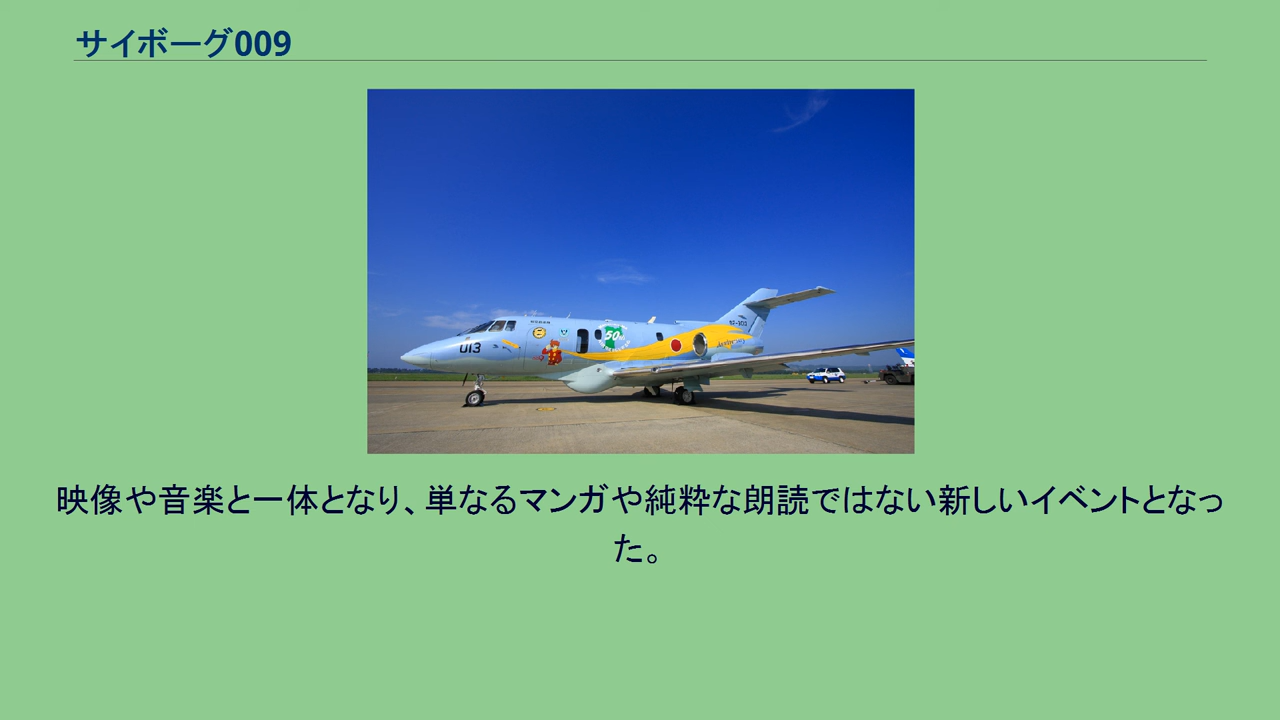 サイボーグ009
U13
50th
映像や音楽と一体となり、単なるマンガや純粋な朗読ではない新しいイベントとなっ
た。